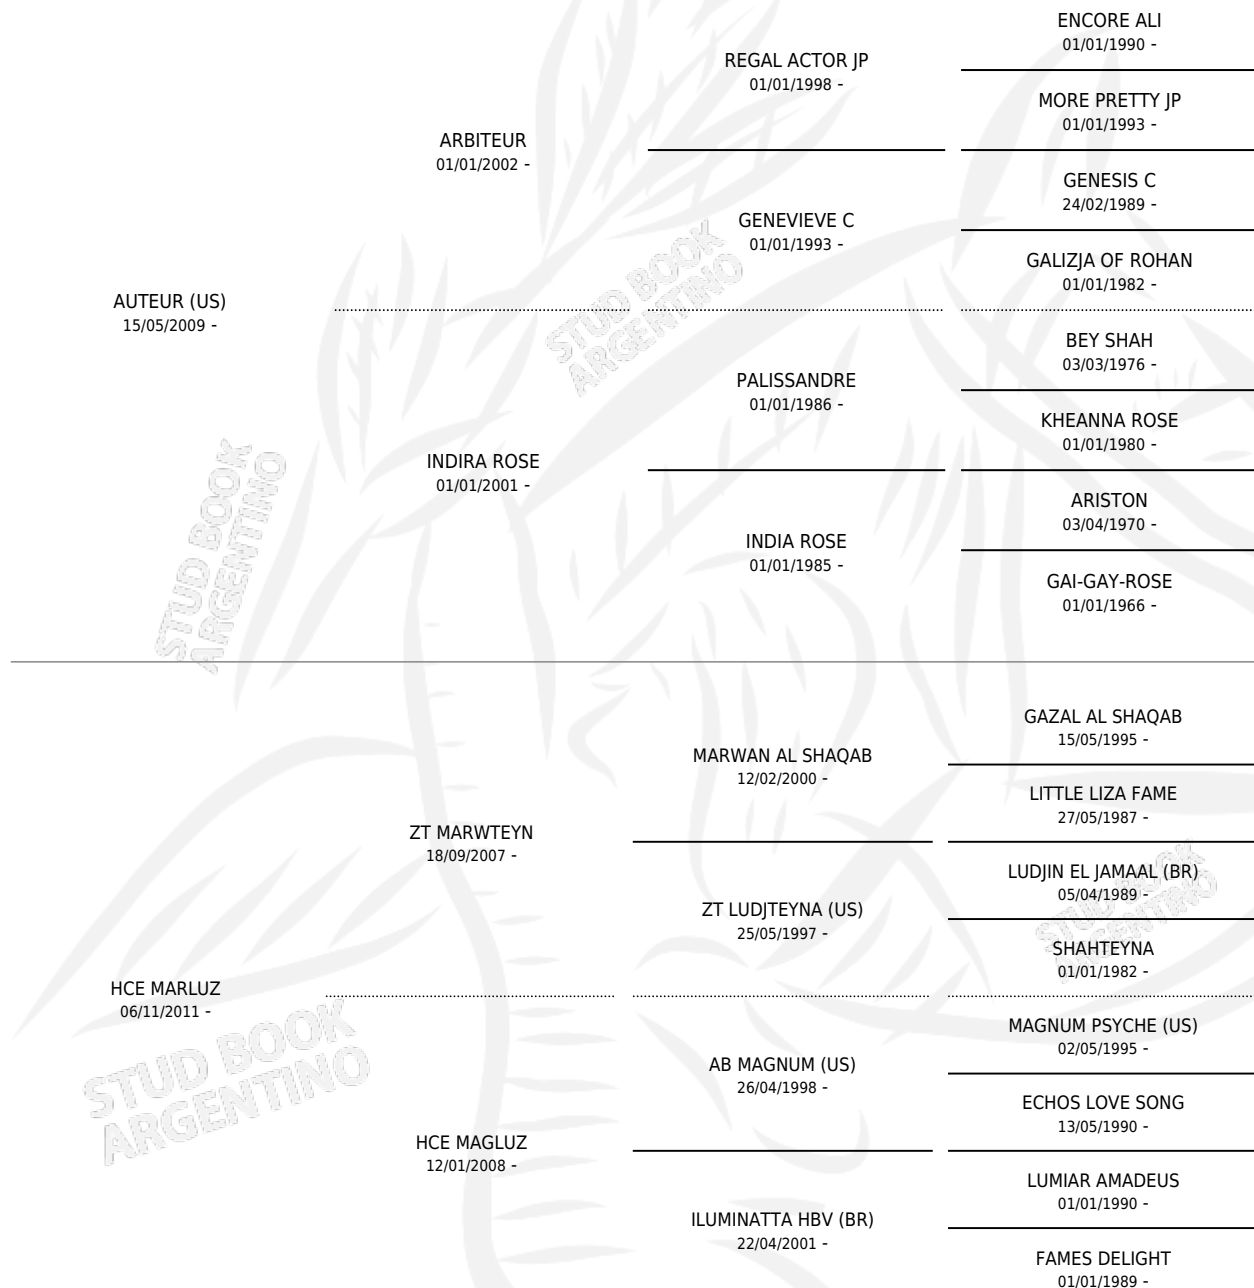 ENCORE ALI
01/01/1990 -
REGAL ACTOR JP
01/01/1998 -
MORE PRETTY JP
01/01/1993 -
ARBITEUR
01/01/2002 -
GENESIS C
24/02/1989 -
GENEVIEVE C
01/01/1993 -
GALIZJA OF ROHAN
01/01/1982 -
AUTEUR (US)
15/05/2009 -
BEY SHAH
03/03/1976 -
PALISSANDRE
01/01/1986 -
KHEANNA ROSE
01/01/1980 -
INDIRA ROSE
01/01/2001 -
ARISTON
03/04/1970 -
INDIA ROSE
01/01/1985 -
GAI-GAY-ROSE
01/01/1966 -
STUD BOOK
ARGENTINO
STUD BOOK
ARGENTINO
GAZAL AL SHAQAB
15/05/1995 -
MARWAN AL SHAQAB
12/02/2000 -
LITTLE LIZA FAME
27/05/1987 -
ZT MARWTEYN
18/09/2007 -
LUDJIN EL JAMAAL (BR)
05/04/1989 -
ZT LUDJTEYNA (US)
25/05/1997 -
SHAHTEYNA
01/01/1982 -
HCE MARLUZ
06/11/2011 -
MAGNUM PSYCHE (US)
02/05/1995 -
AB MAGNUM (US)
26/04/1998 -
ECHOS LOVE SONG
13/05/1990 -
HCE MAGLUZ
12/01/2008 -
LUMIAR AMADEUS
01/01/1990 -
ILUMINATTA HBV (BR)
22/04/2001 -
FAMES DELIGHT
01/01/1989 -
STUD BOOK
ARGENTINO
STUD BOOK
ARGENTINO